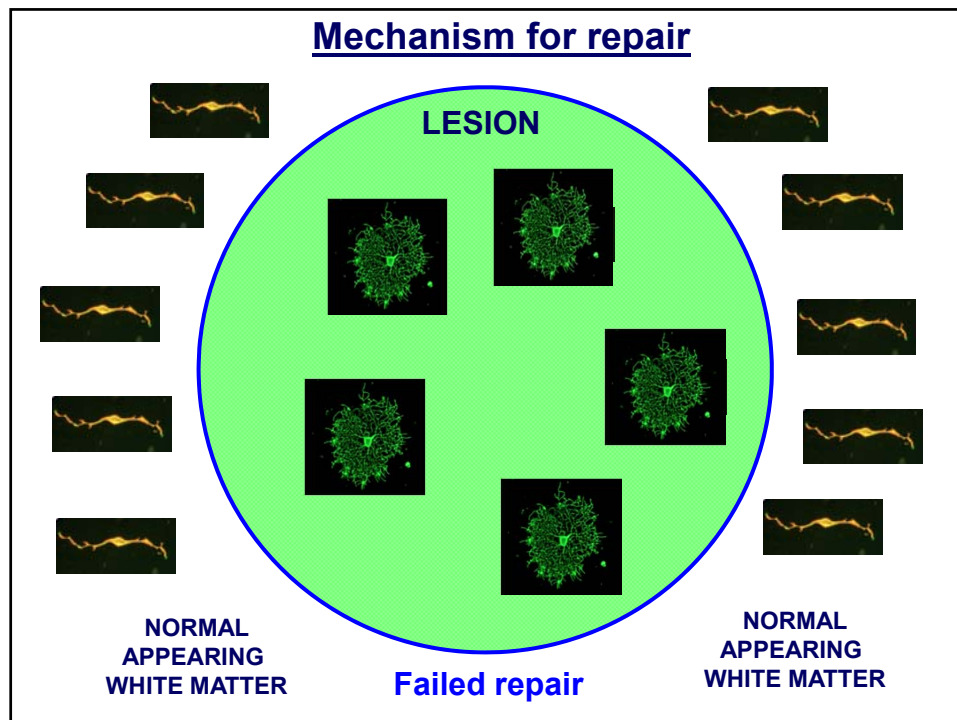 Mechanism for repair
LESION
NORMAL
APPEARING
WHITE MATTER
Failed repair
NORMAL
APPEARING
WHITE MATTER